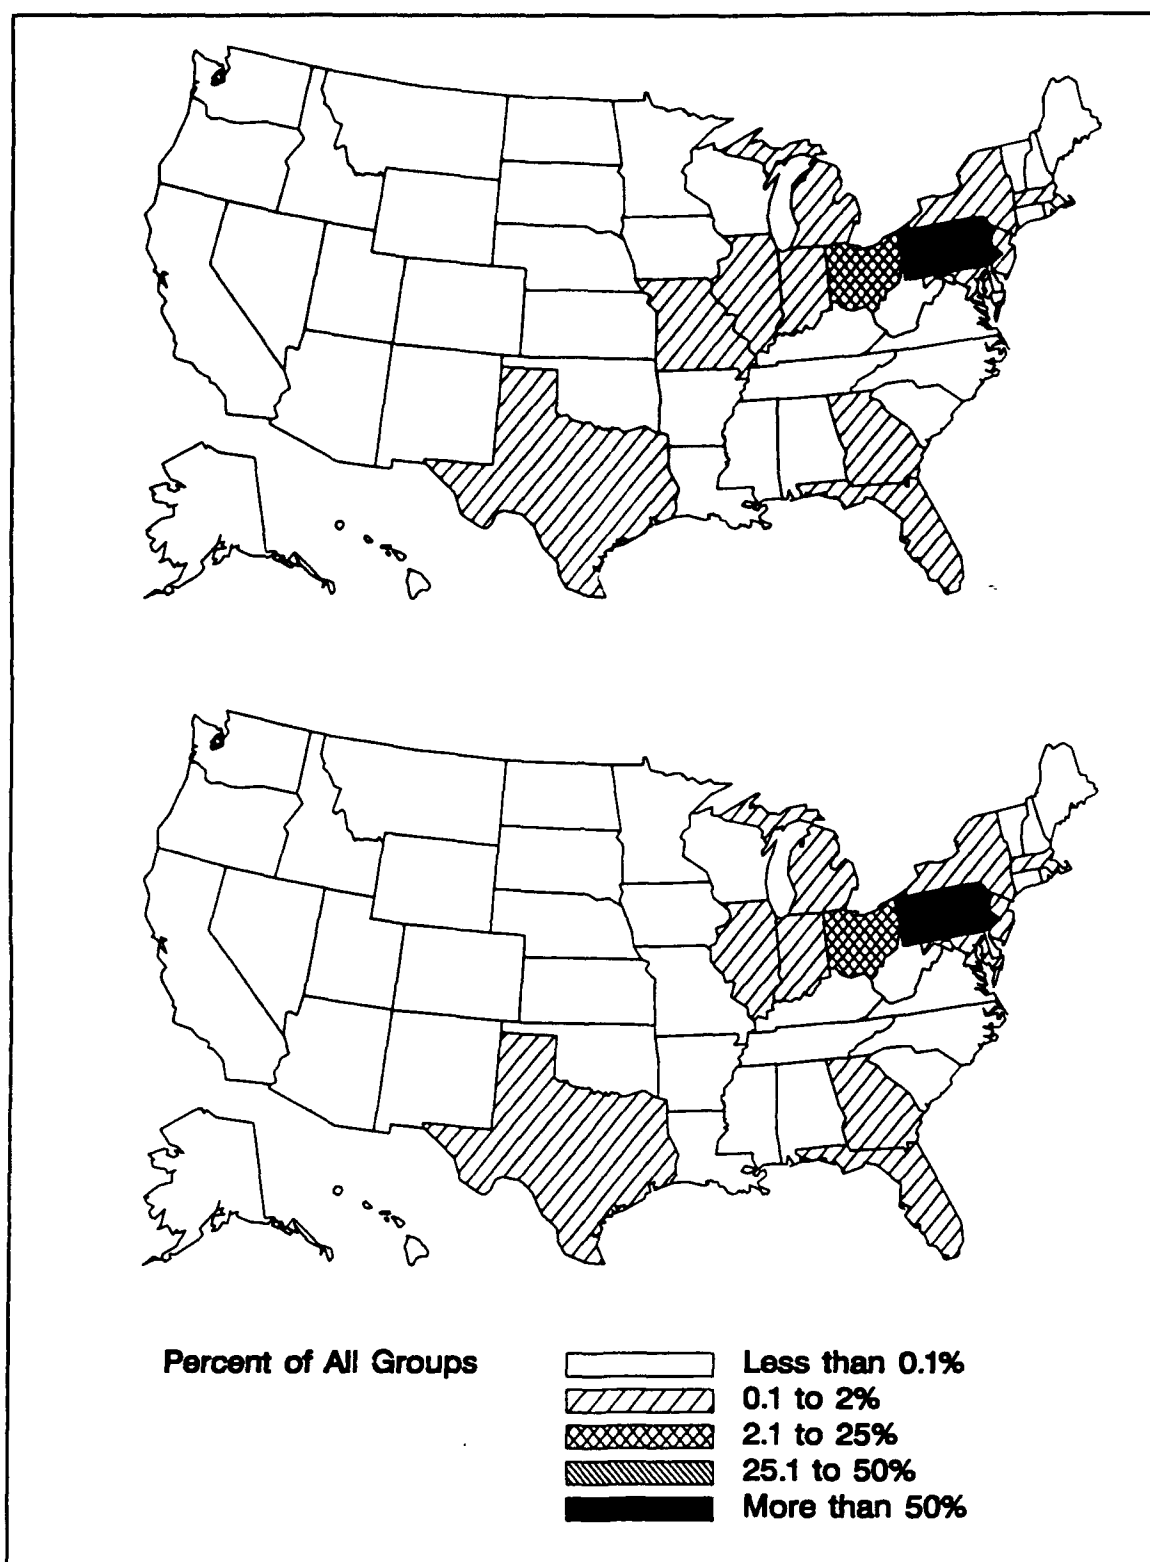 Percent of All Groups
Less than 0.1%
0.1 to 2%
2.1 to 25%
25.1 to 50%
More than 50%